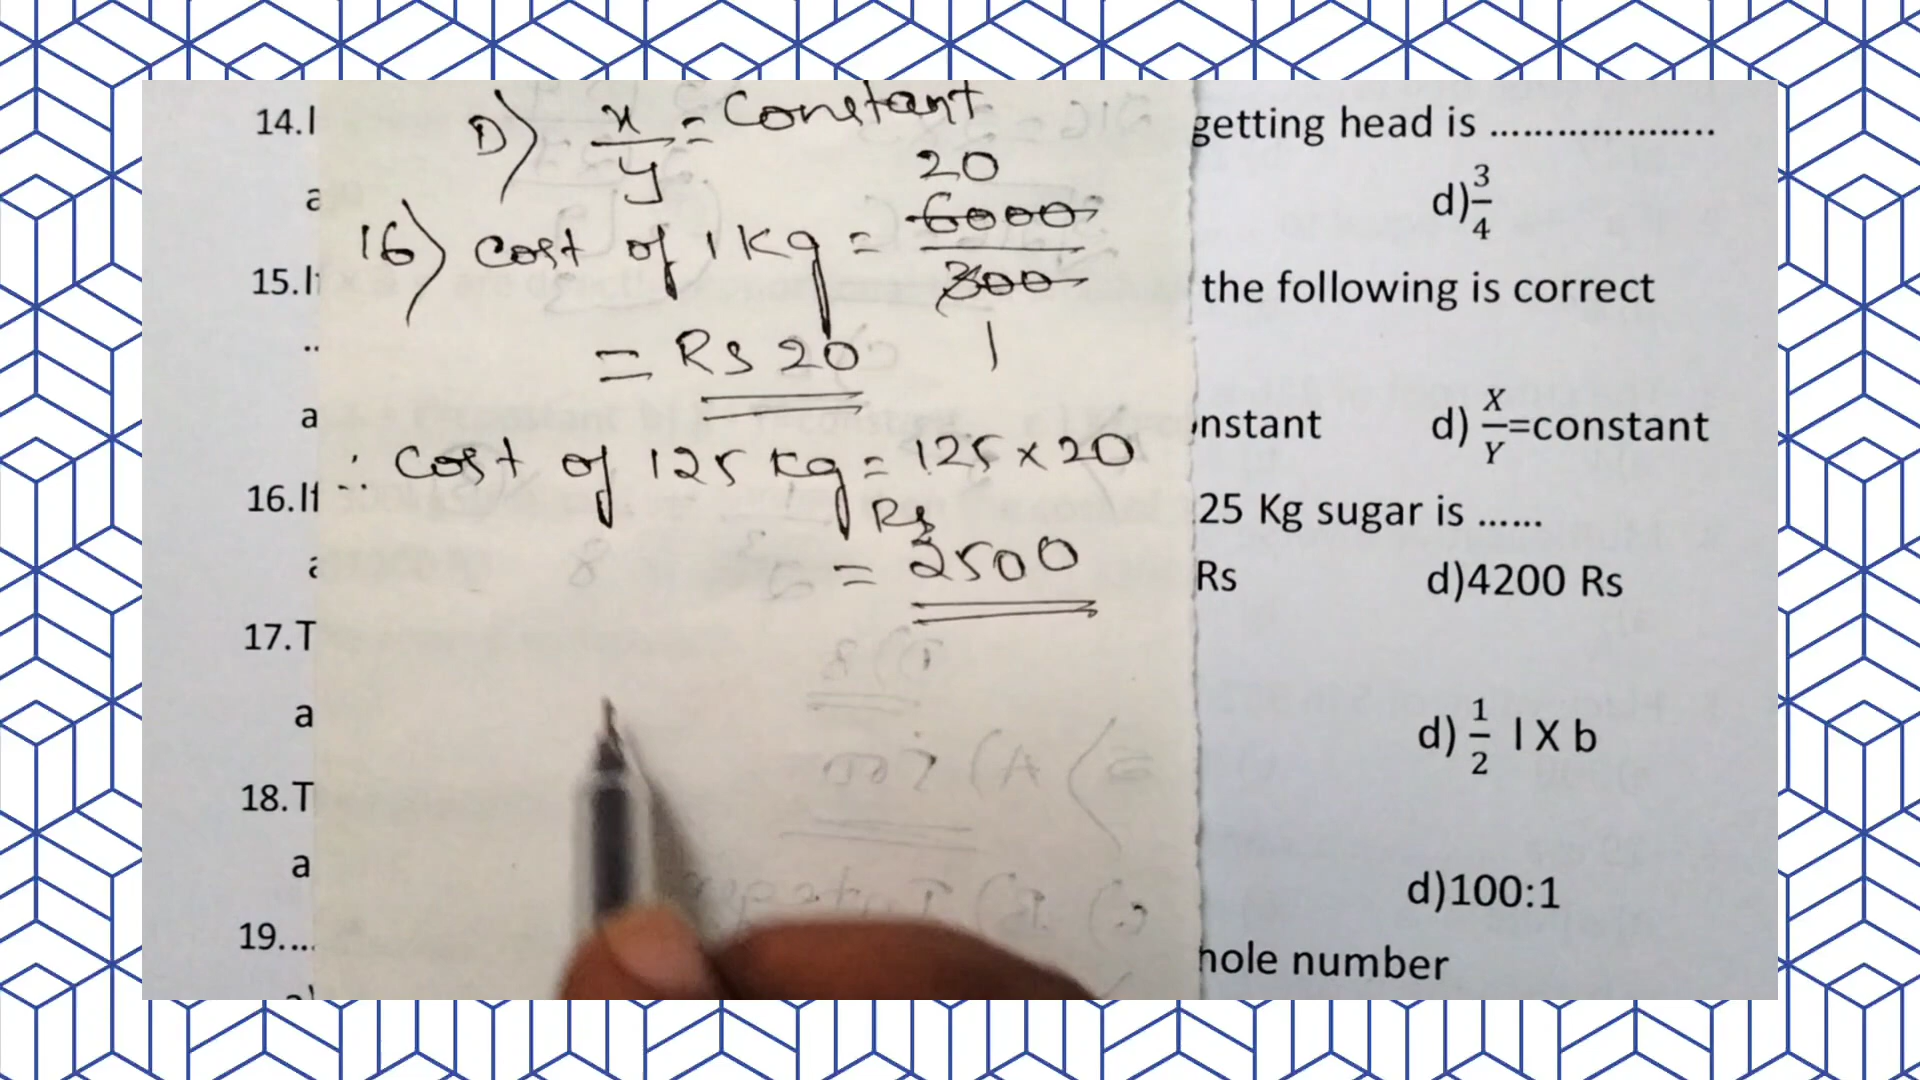 14.I
a
15.If
..
a
16.If
a
17.T
a
18.T
a
19....
D) x/y = Constant
16) Cost of 1 Kg = 6000/300
20
1
= Rs 20
∴ Cost of 125 Kg = 125 × 20
Rs
= 2500
getting head is .....................
d) 3/4
the following is correct
nstant d) X/Y=constant
25 Kg sugar is ......
Rs d)4200 Rs
d) 1/2 l X b
d)100:1
hole number